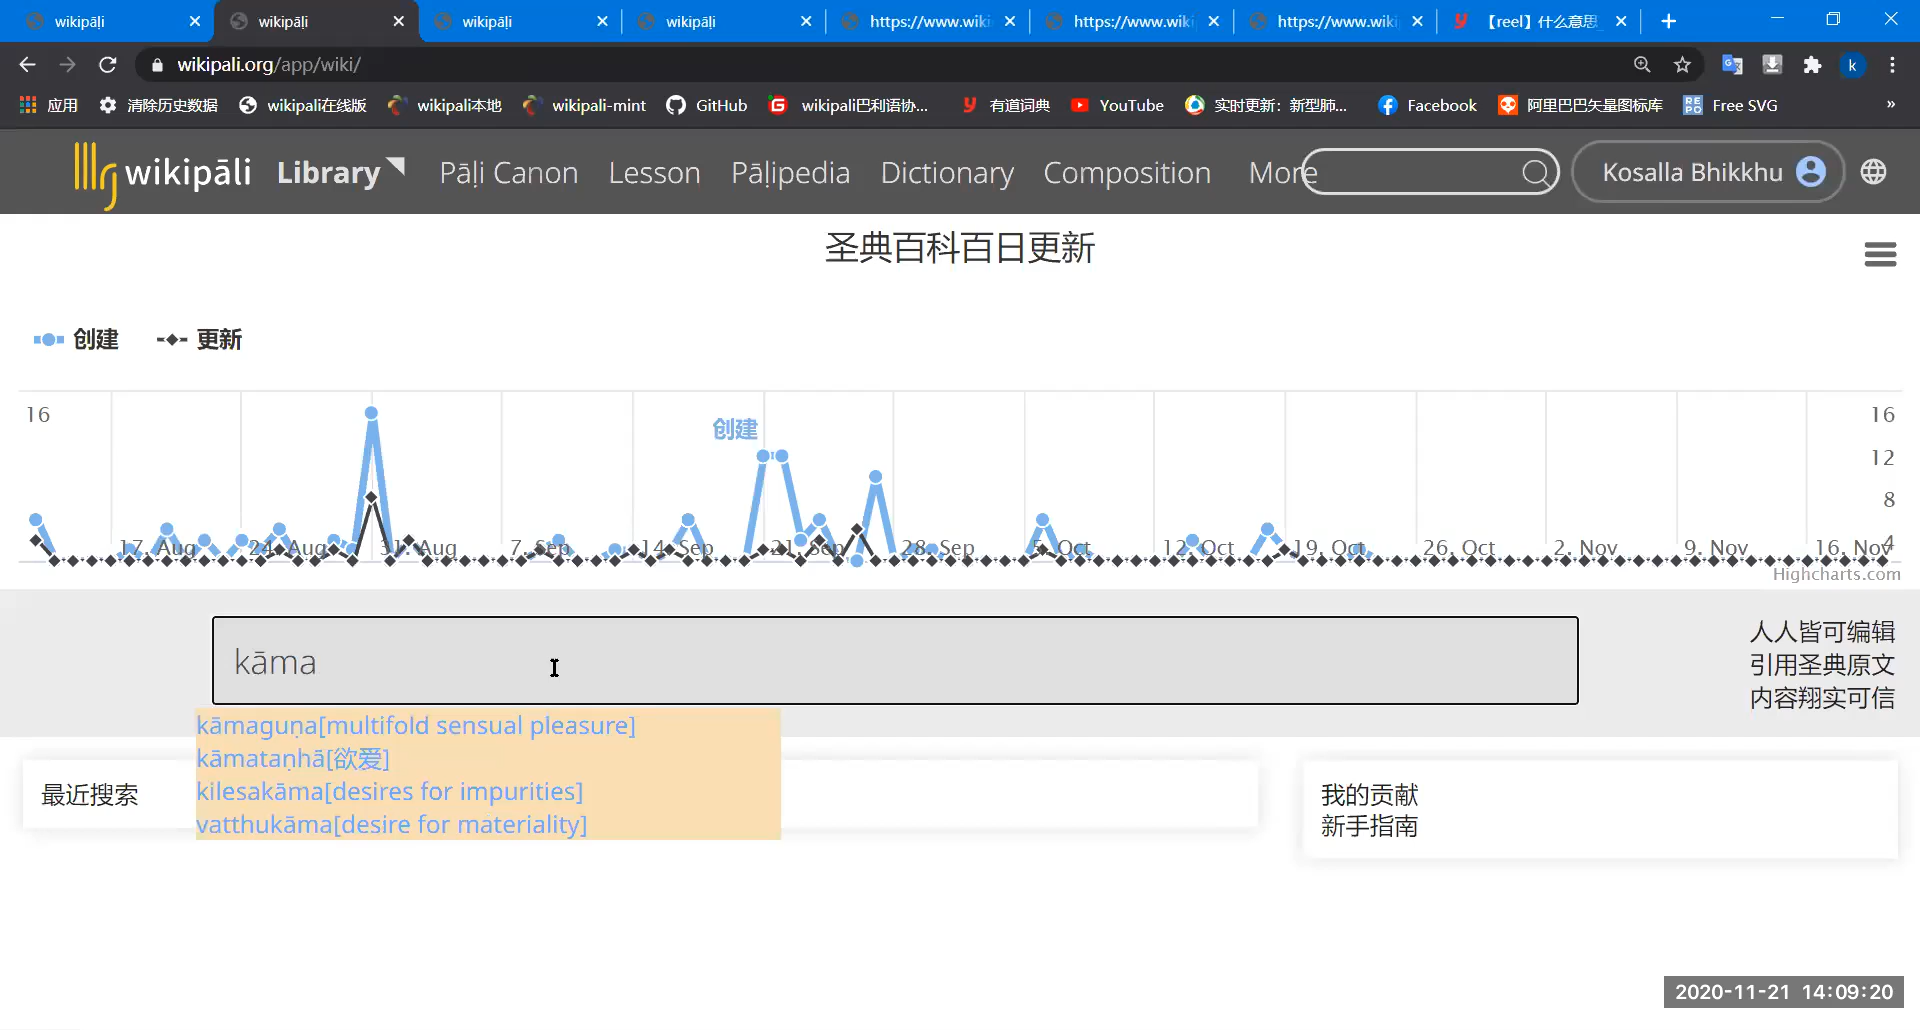 wikipāli
wikipāli
wikipāli
wikipāli
https://www.wiki
https://www.wiki
https://www.wiki
【reel】什么意思_
wikipali.org/app/wiki/
k
应用
清除历史数据
wikipali在线版
wikipali本地
wikipali-mint
GitHub
wikipali巴利语协...
有道词典
YouTube
实时更新：新型肺...
Facebook
阿里巴巴矢量图标库
Free SVG
»
wikipāli
Library
Pāḷi Canon
Lesson
Pāḷipedia
Dictionary
Composition
More
Kosalla Bhikkhu
圣典百科百日更新
创建
更新
16
创建
16
12
8
4
17. Aug
24. Aug
31. Aug
7. Sep
14. Sep
21. Sep
28. Sep
5. Oct
12. Oct
19. Oct
26. Oct
2. Nov
9. Nov
16. Nov
Highcharts.com
kāma
人人皆可编辑
引用圣典原文
内容翔实可信
kāmaguṇa[multifold sensual pleasure]
kāmataṇhā[欲爱]
kilesakāma[desires for impurities]
vatthukāma[desire for materiality]
最近搜索
我的贡献
新手指南
2020-11-21 14:09:20